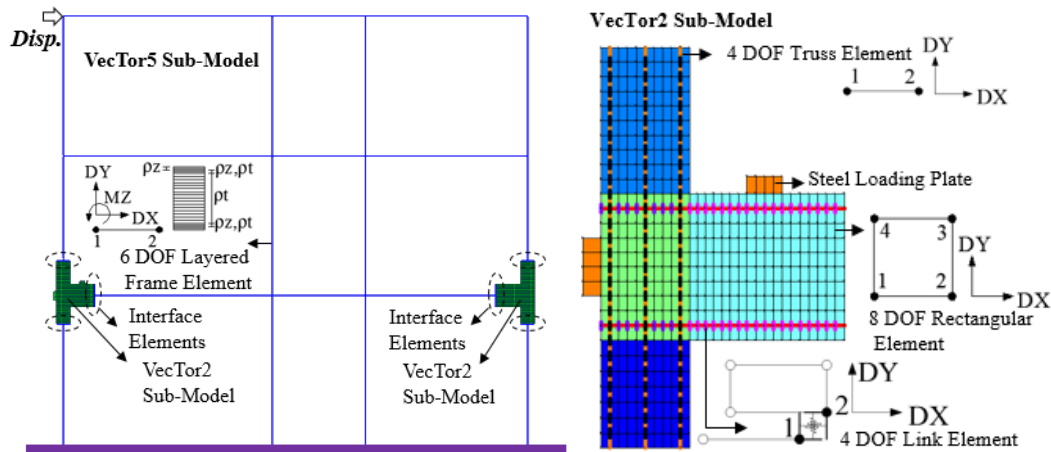 Disp.
VecTor5 Sub-Model
ρz
ρz,ρt
ρt
ρz,ρt
DY
MZ
DX
1
2
6 DOF Layered
Frame Element
Interface
Elements
VecTor2
Sub-Model
Interface
Elements
VecTor2
Sub-Model
VecTor2 Sub-Model
4 DOF Truss Element
1
2
DY
DX
Steel Loading Plate
4
3
1
2
DY
DX
8 DOF Rectangular
Element
1
2
DY
DX
4 DOF Link Element